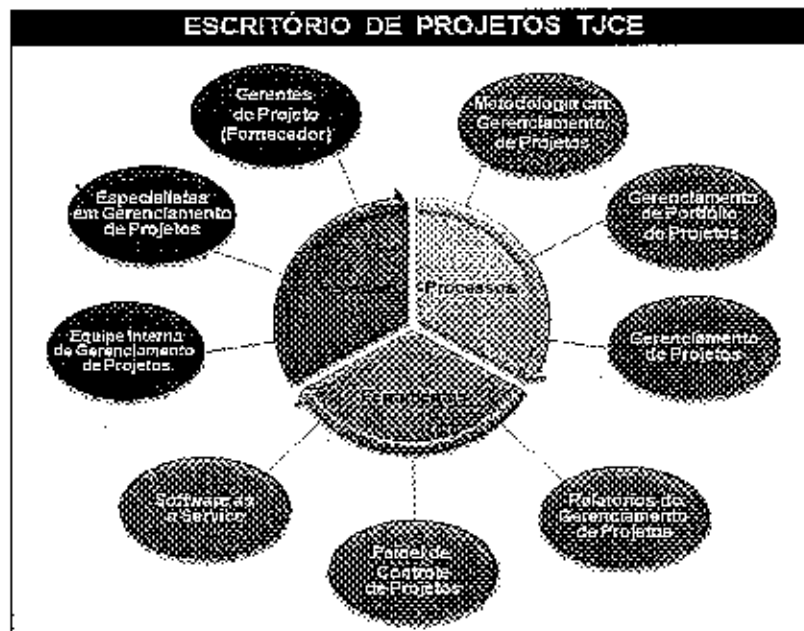 ESCRITÓRIO DE PROJETOS TJCE
Gerentes
de Projeto
(Fornecedor)
Metodologia em
Gerenciamento
de Projetos
Especialistas
em Gerenciamento
de Projetos
Gerenciamento
de Portfólio
de Projetos
Processos
Equipe Interna
de Gerenciamento
de Projetos
Gerenciamento
de Projetos
Ferramentas
Software as
a Service
Relatórios de
Gerenciamento
de Projetos
Painel de
Controle
de Projetos